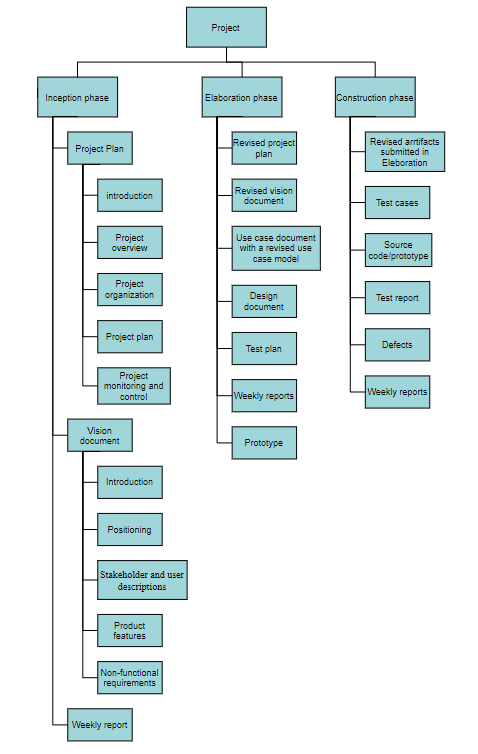 Project
Inception phase
Elaboration phase
Construction phase
Project Plan
introduction
Project
overview
Project
organization
Project plan
Project
monitoring and
control
Vision
document
Introduction
Positioning
Stakeholder and user
descriptions
Product
features
Non-functional
requirements
Weekly report
Revised project
plan
Revised vision
document
Use case document
with a revised use
case model
Design
document
Test plan
Weekly reports
Prototype
Revised arrtifacts
submitted in
Eleboration
Test cases
Source
code/prototype
Test report
Defects
Weekly reports